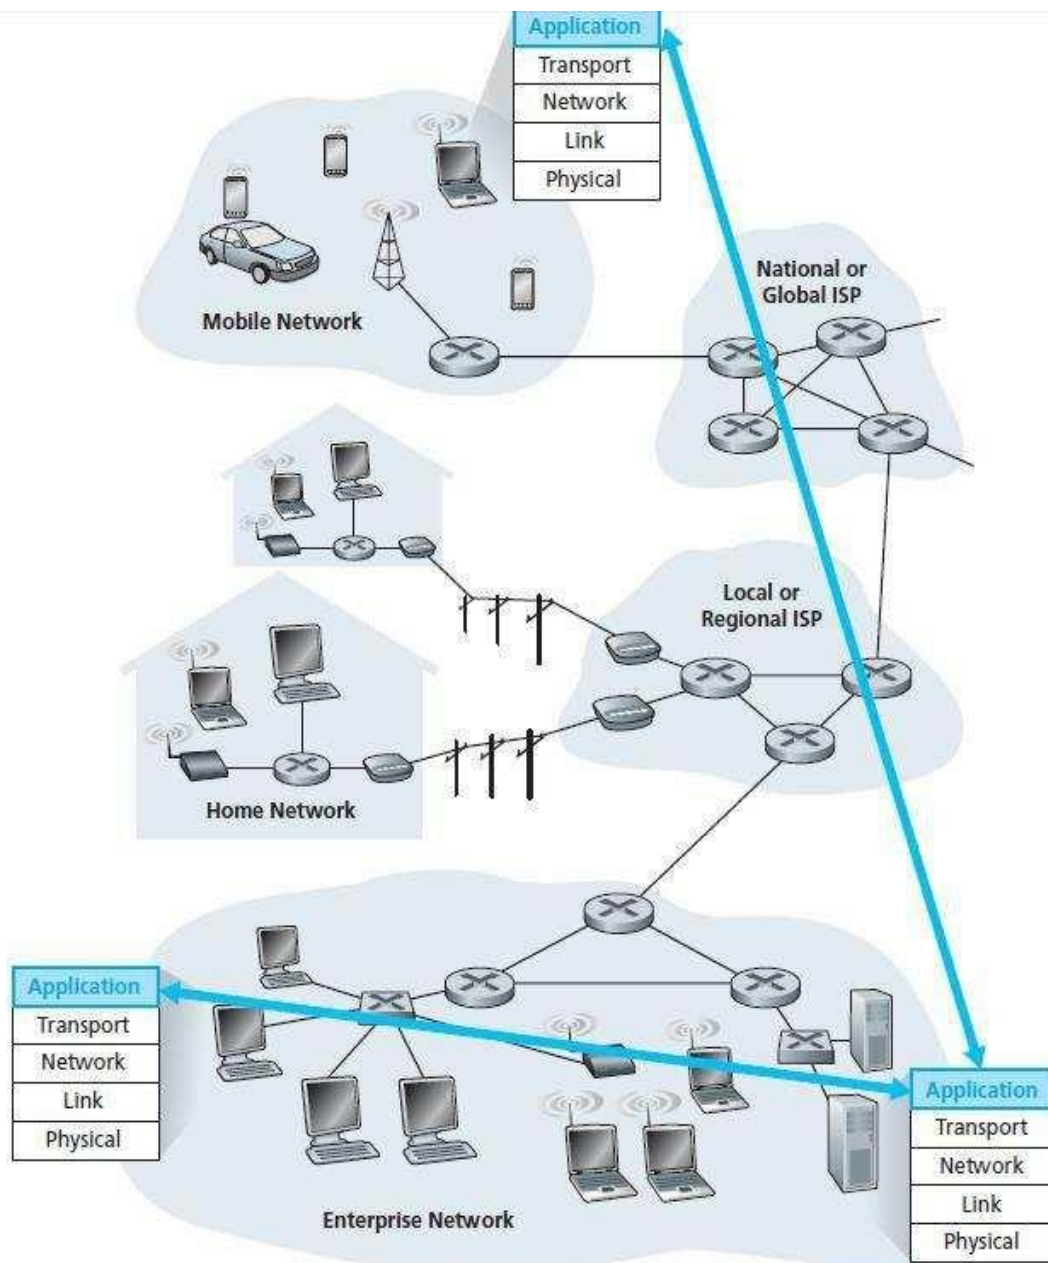 Application
Transport
Network
Link
Physical
National or
Global ISP
Mobile Network
Local or
Regional ISP
Home Network
Application
Transport
Network
Link
Physical
Application
Transport
Network
Link
Physical
Enterprise Network